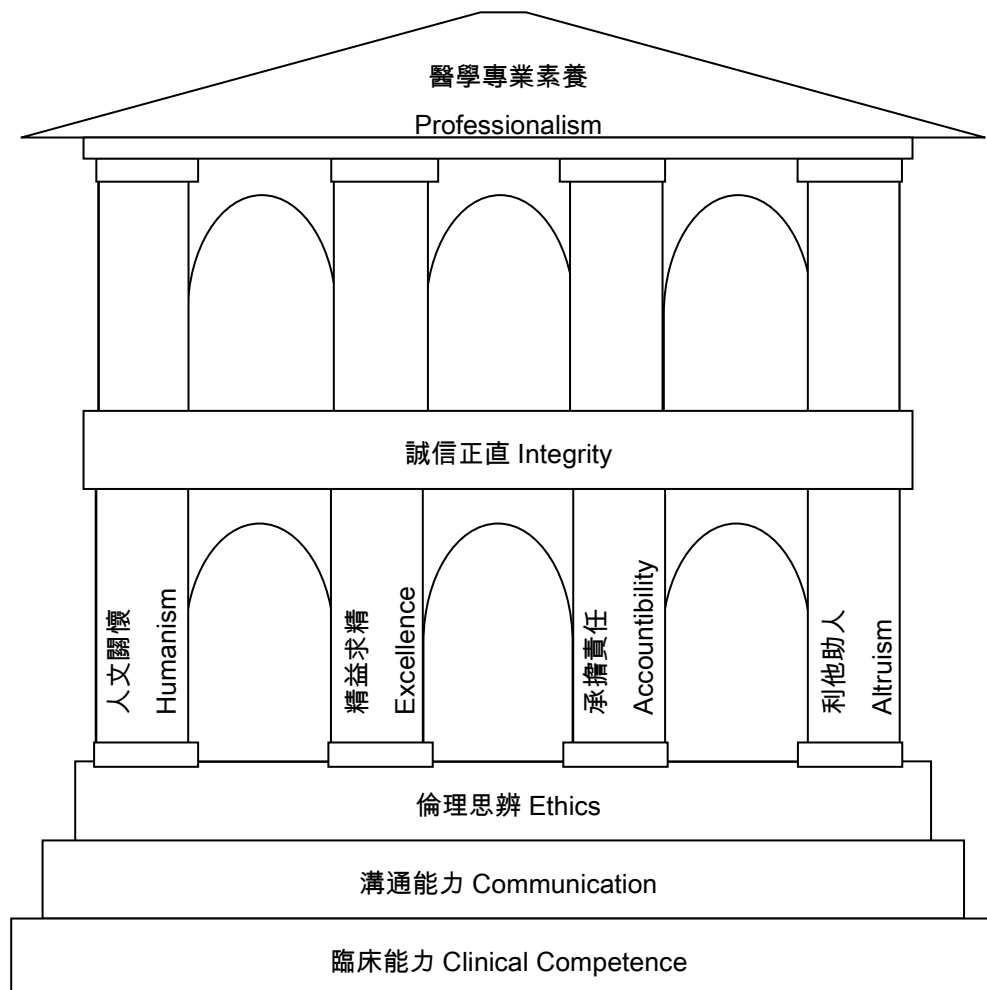 醫學專業素養
Professionalism
誠信正直 Integrity
人文關懷
Humanism
精益求精
Excellence
承擔責任
Accountibility
利他助人
Altruism
倫理思辨 Ethics
溝通能力 Communication
臨床能力 Clinical Competence